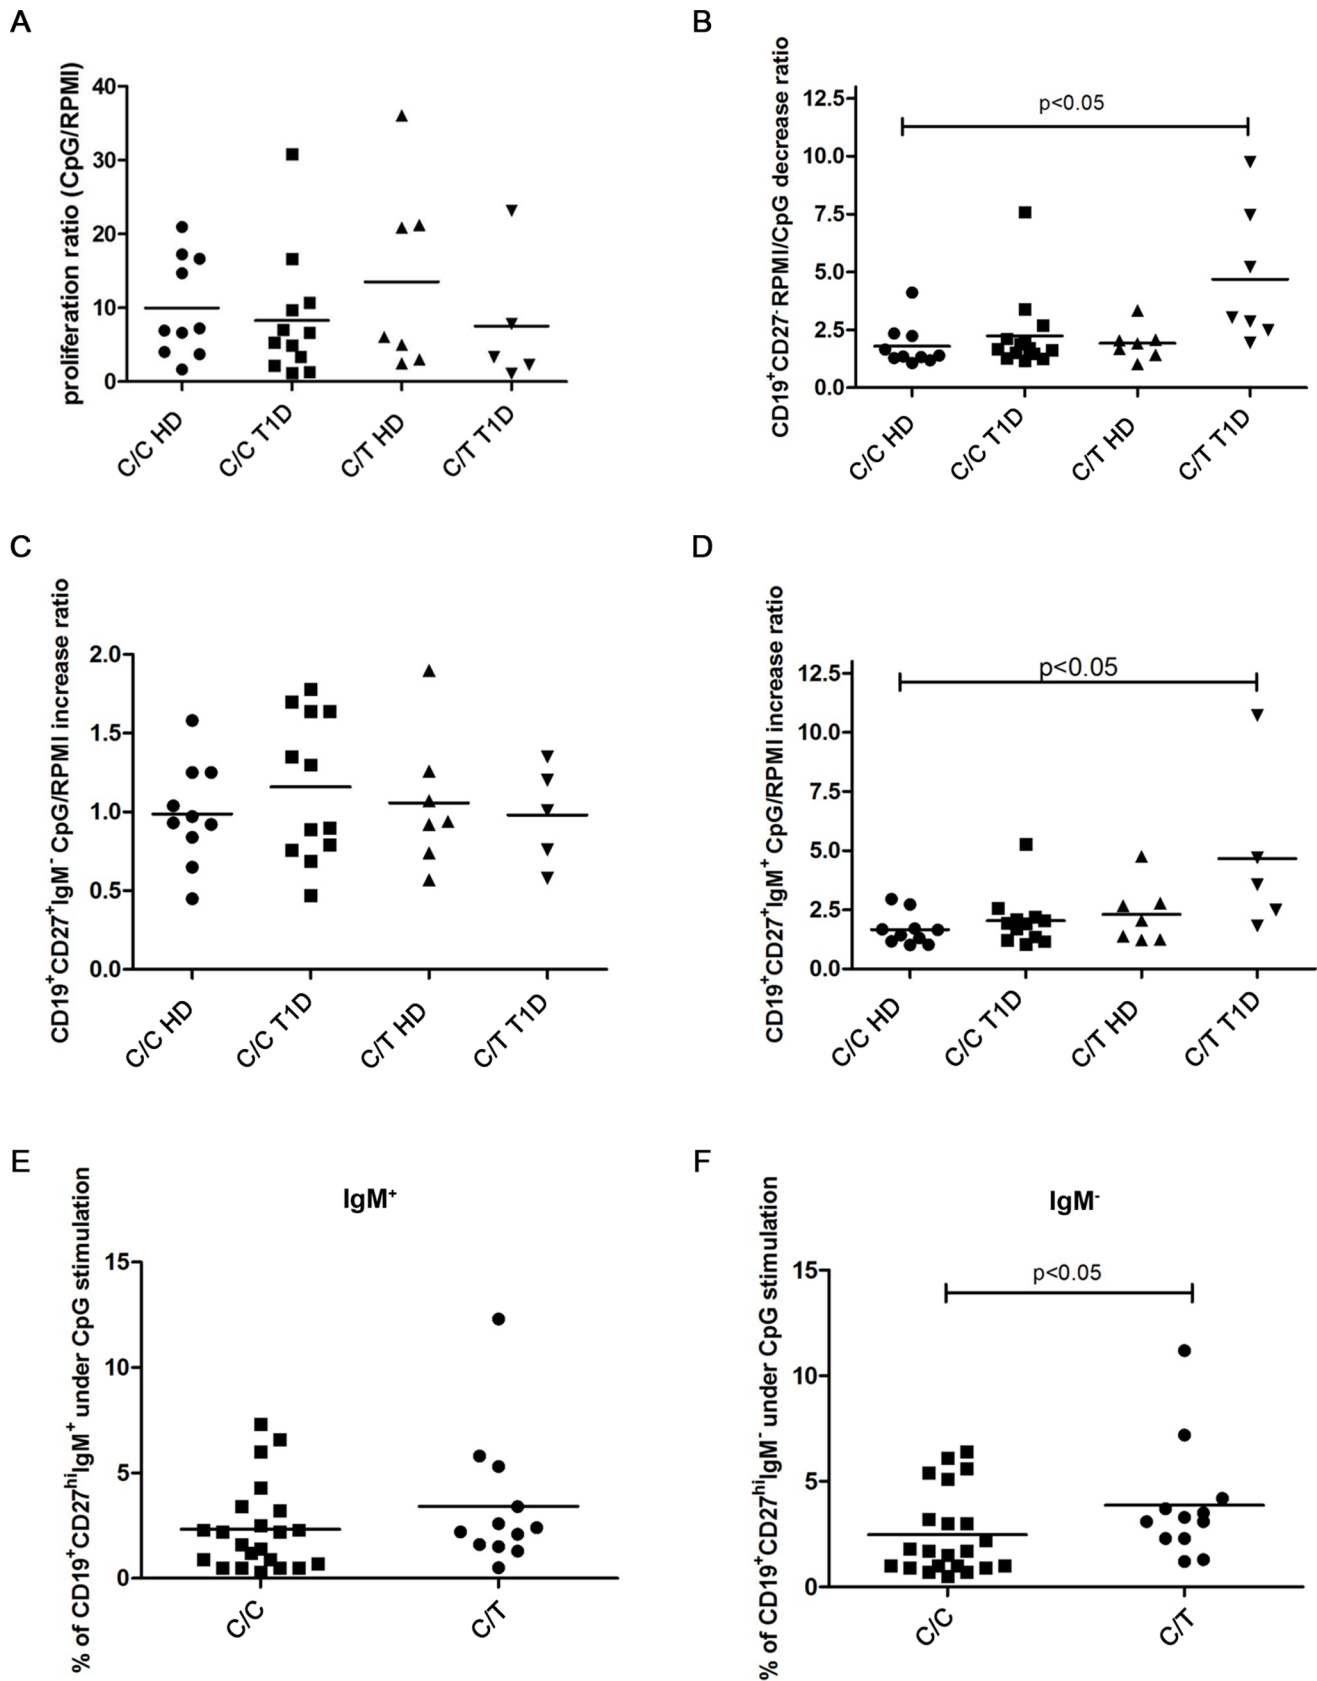 A
proliferation ratio (CpG/RPMI)
40
30
20
10
0
C/C HD
C/C T1D
C/T HD
C/T T1D
B
CD19⁺CD27⁻RPMI/CpG decrease ratio
12.5
10.0
7.5
5.0
2.5
0.0
p<0.05
C/C HD
C/C T1D
C/T HD
C/T T1D
C
CD19⁺CD27⁺IgM⁻ CpG/RPMI increase ratio
2.0
1.5
1.0
0.5
0.0
C/C HD
C/C T1D
C/T HD
C/T T1D
D
CD19⁺CD27⁺IgM⁺ CpG/RPMI increase ratio
12.5
10.0
7.5
5.0
2.5
0.0
p<0.05
C/C HD
C/C T1D
C/T HD
C/T T1D
E
IgM⁺
% of CD19⁺CD27ʰⁱIgM⁺ under CpG stimulation
15
10
5
0
C/C
C/T
F
IgM⁻
% of CD19⁺CD27ʰⁱIgM⁻ under CpG stimulation
15
10
5
0
p<0.05
C/C
C/T